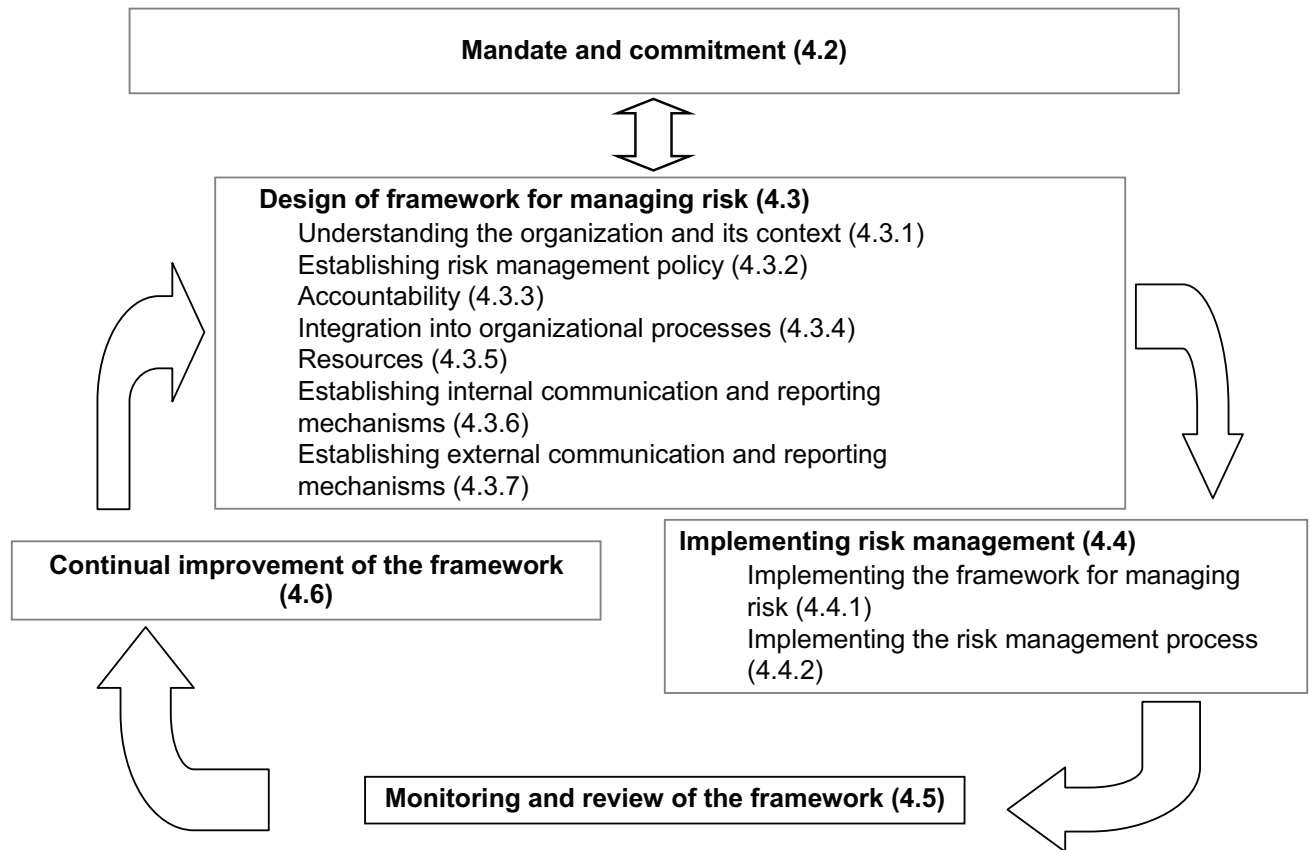 Mandate and commitment (4.2)
Design of framework for managing risk (4.3)
Understanding the organization and its context (4.3.1)
Establishing risk management policy (4.3.2)
Accountability (4.3.3)
Integration into organizational processes (4.3.4)
Resources (4.3.5)
Establishing internal communication and reporting
mechanisms (4.3.6)
Establishing external communication and reporting
mechanisms (4.3.7)
Implementing risk management (4.4)
Implementing the framework for managing
risk (4.4.1)
Implementing the risk management process
(4.4.2)
Monitoring and review of the framework (4.5)
Continual improvement of the framework
(4.6)